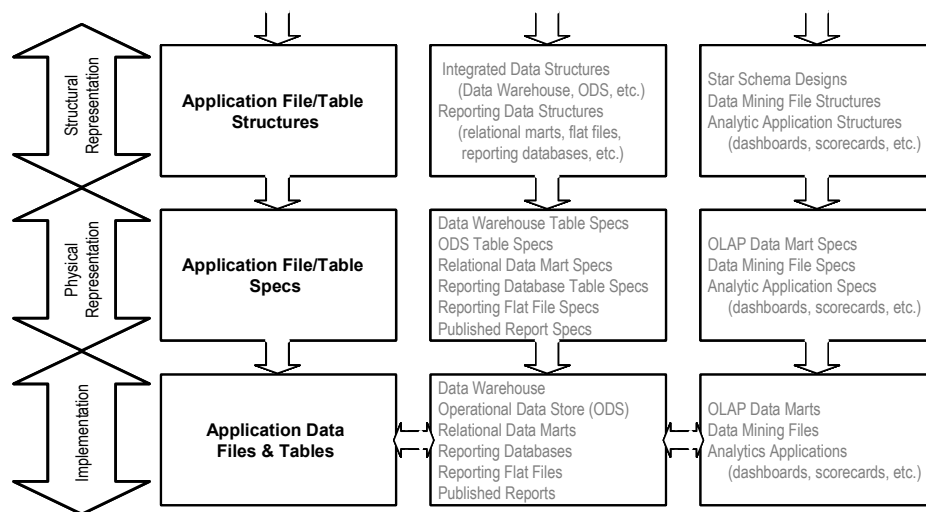 Structural
Representation
Application File/Table
Structures
Integrated Data Structures
(Data Warehouse, ODS, etc.)
Reporting Data Structures
(relational marts, flat files,
reporting databases, etc.)
Star Schema Designs
Data Mining File Structures
Analytic Application Structures
(dashboards, scorecards, etc.)
Physical
Representation
Application File/Table
Specs
Data Warehouse Table Specs
ODS Table Specs
Relational Data Mart Specs
Reporting Database Table Specs
Reporting Flat File Specs
Published Report Specs
OLAP Data Mart Specs
Data Mining File Specs
Analytic Application Specs
(dashboards, scorecards, etc.)
Implementation
Application Data
Files & Tables
Data Warehouse
Operational Data Store (ODS)
Relational Data Marts
Reporting Databases
Reporting Flat Files
Published Reports
OLAP Data Marts
Data Mining Files
Analytics Applications
(dashboards, scorecards, etc.)